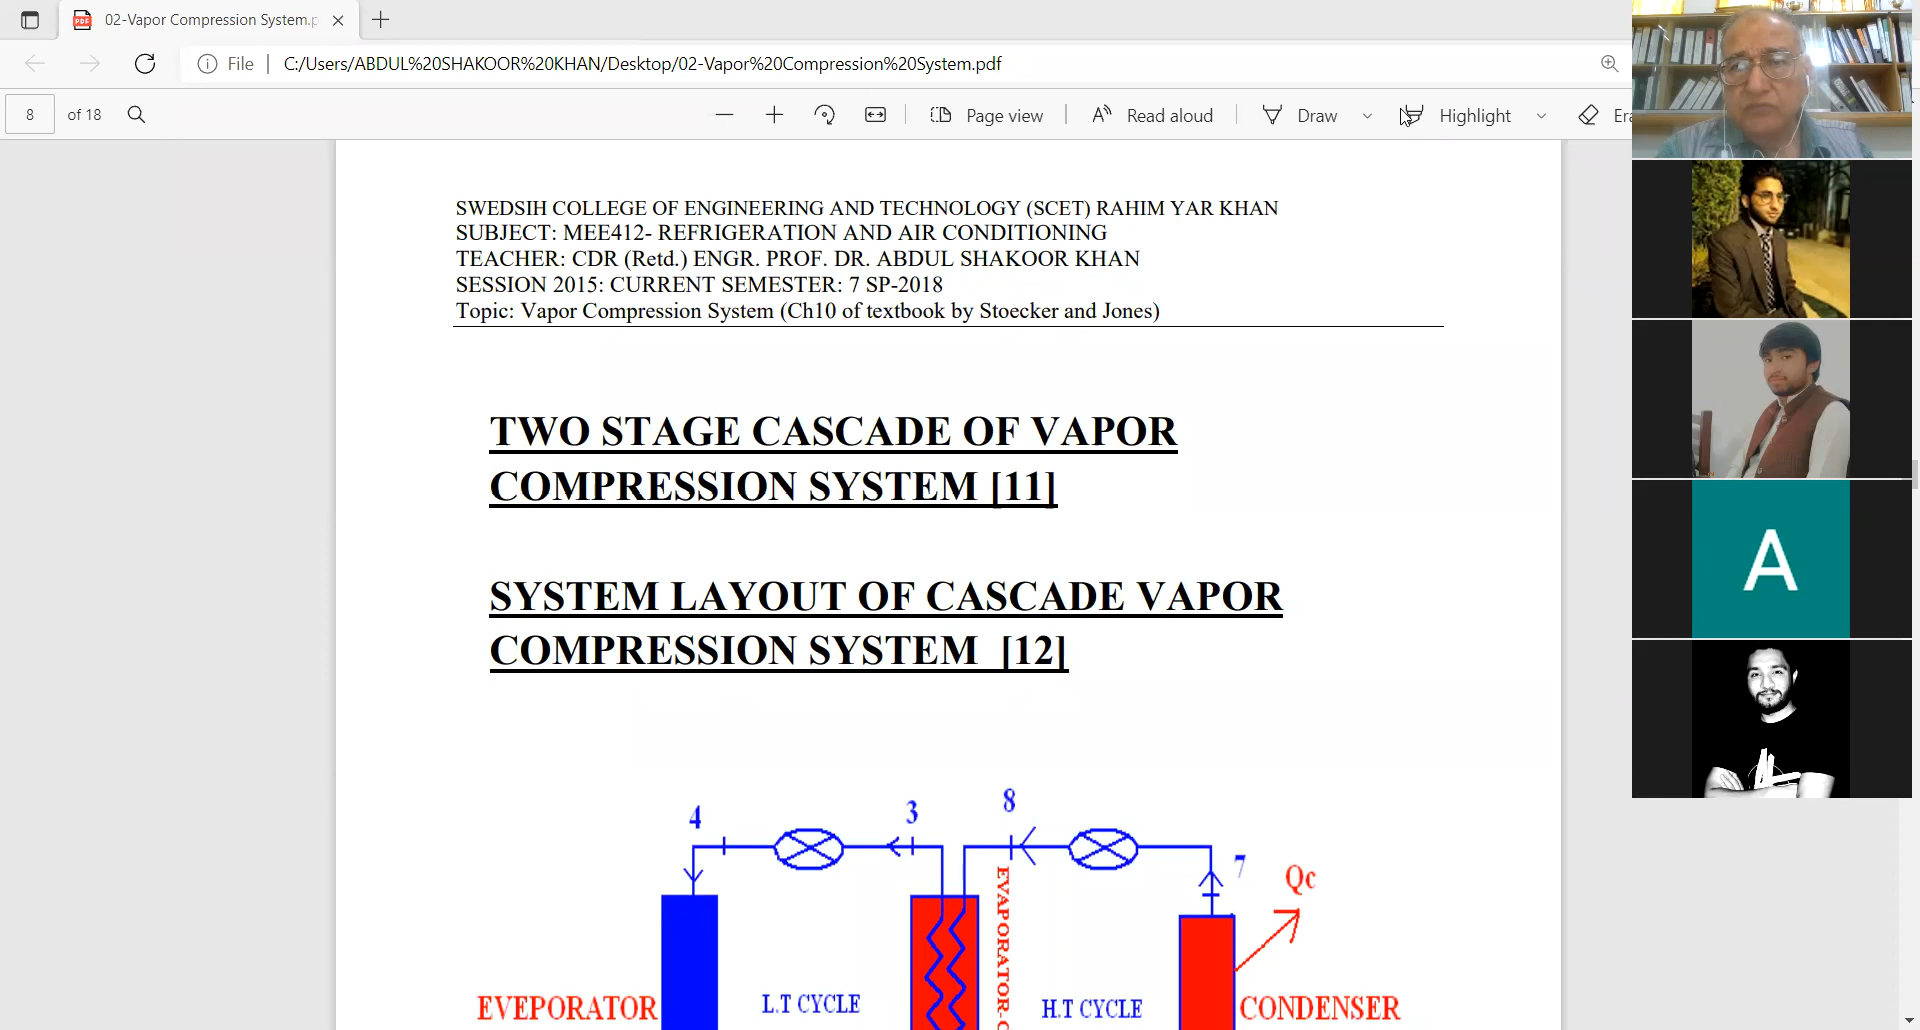 02-Vapor Compression System.p
File
C:/Users/ABDUL%20SHAKOOR%20KHAN/Desktop/02-Vapor%20Compression%20System.pdf
8 of 18
Page view
Read aloud
Draw
Highlight
SWEDSIH COLLEGE OF ENGINEERING AND TECHNOLOGY (SCET) RAHIM YAR KHAN
SUBJECT: MEE412- REFRIGERATION AND AIR CONDITIONING
TEACHER: CDR (Retd.) ENGR. PROF. DR. ABDUL SHAKOOR KHAN
SESSION 2015: CURRENT SEMESTER: 7 SP-2018
Topic: Vapor Compression System (Ch10 of textbook by Stoecker and Jones)
TWO STAGE CASCADE OF VAPOR
COMPRESSION SYSTEM [11]
SYSTEM LAYOUT OF CASCADE VAPOR
COMPRESSION SYSTEM [12]
4
3
8
7
Qc
EVAPORATOR-C
EVEPORATOR
L.T CYCLE
H.T CYCLE
CONDENSER
A